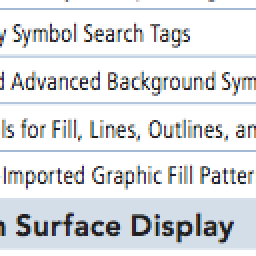 y Symbol Search Tags
d Advanced Background Sym
ls for Fill, Lines, Outlines, an
-Imported Graphic Fill Patter
n Surface Display